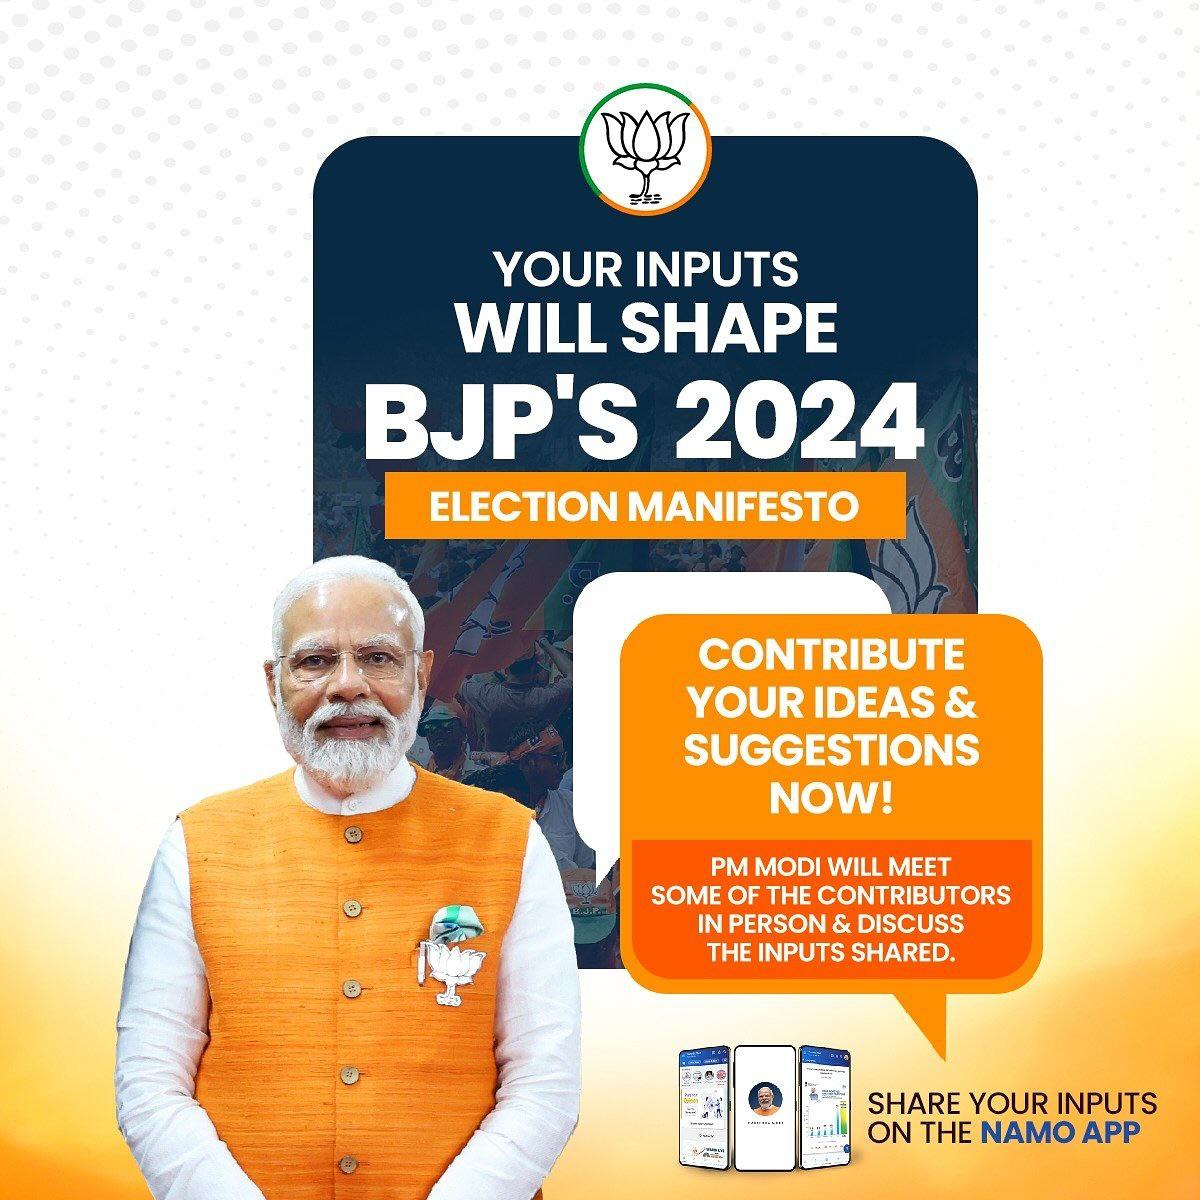 YOUR INPUTS
WILL SHAPE
BJP'S 2024
ELECTION MANIFESTO
CONTRIBUTE
YOUR IDEAS &
SUGGESTIONS
NOW!
PM MODI WILL MEET
SOME OF THE CONTRIBUTORS
IN PERSON & DISCUSS
THE INPUTS SHARED.
SHARE YOUR INPUTS
ON THE NAMO APP